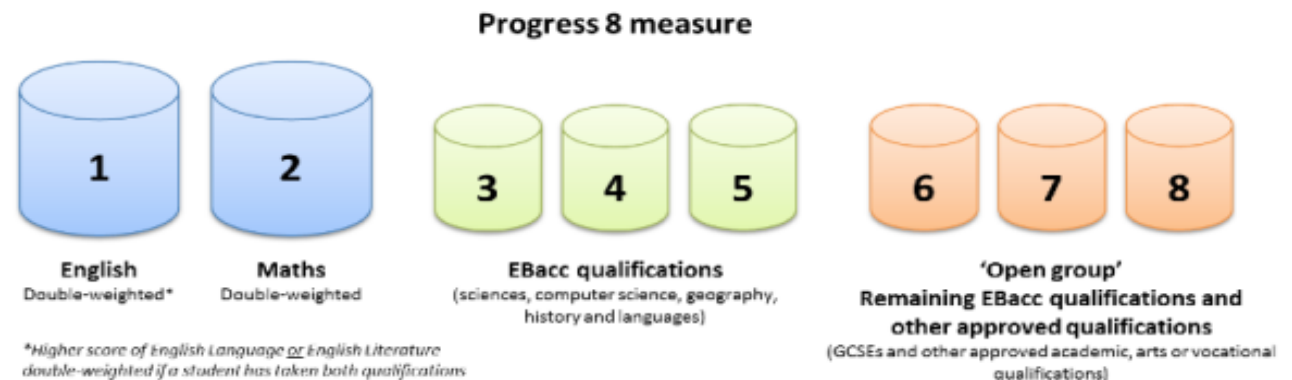 Progress 8 measure
1
2
3
4
5
6
7
8
English
Double-weighted*
Maths
Double-weighted
EBacc qualifications
(sciences, computer science, geography,
history and languages)
'Open group'
Remaining EBacc qualifications and
other approved qualifications
(GCSEs and other approved academic, arts or vocational
qualifications)
*Higher score of English Language or English Literature
double-weighted if a student has taken both qualifications